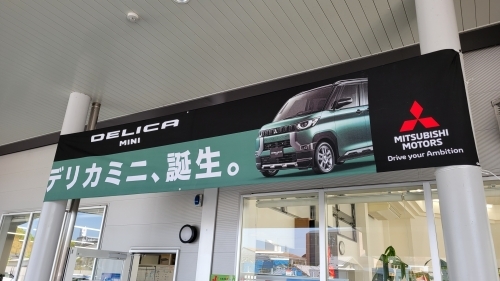 DELICA
MINI
デリカミニ、誕生。
MITSUBISHI
MOTORS
Drive your Ambition